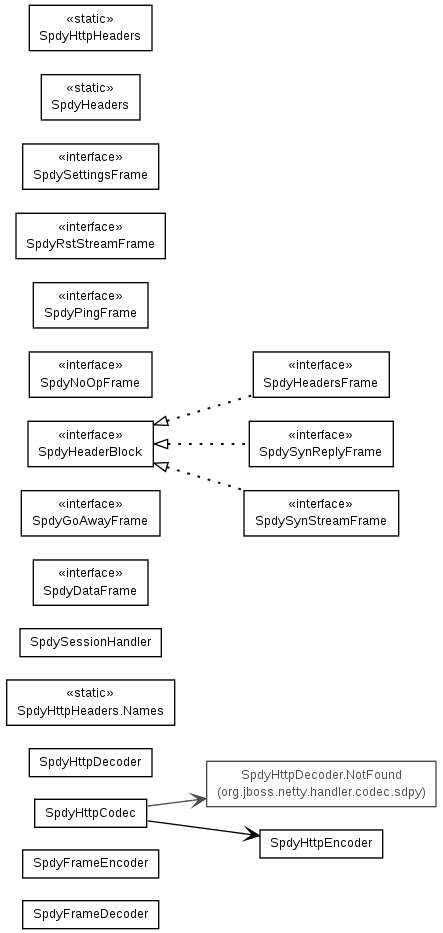 «static»
SpdyHttpHeaders
«static»
SpdyHeaders
«interface»
SpdySettingsFrame
«interface»
SpdyRstStreamFrame
«interface»
SpdyPingFrame
«interface»
SpdyNoOpFrame
«interface»
SpdyHeadersFrame
«interface»
SpdyHeaderBlock
«interface»
SpdySynReplyFrame
«interface»
SpdyGoAwayFrame
«interface»
SpdySynStreamFrame
«interface»
SpdyDataFrame
SpdySessionHandler
«static»
SpdyHttpHeaders.Names
SpdyHttpDecoder
SpdyHttpDecoder.NotFound
(org.jboss.netty.handler.codec.sdpy)
SpdyHttpCodec
SpdyHttpEncoder
SpdyFrameEncoder
SpdyFrameDecoder